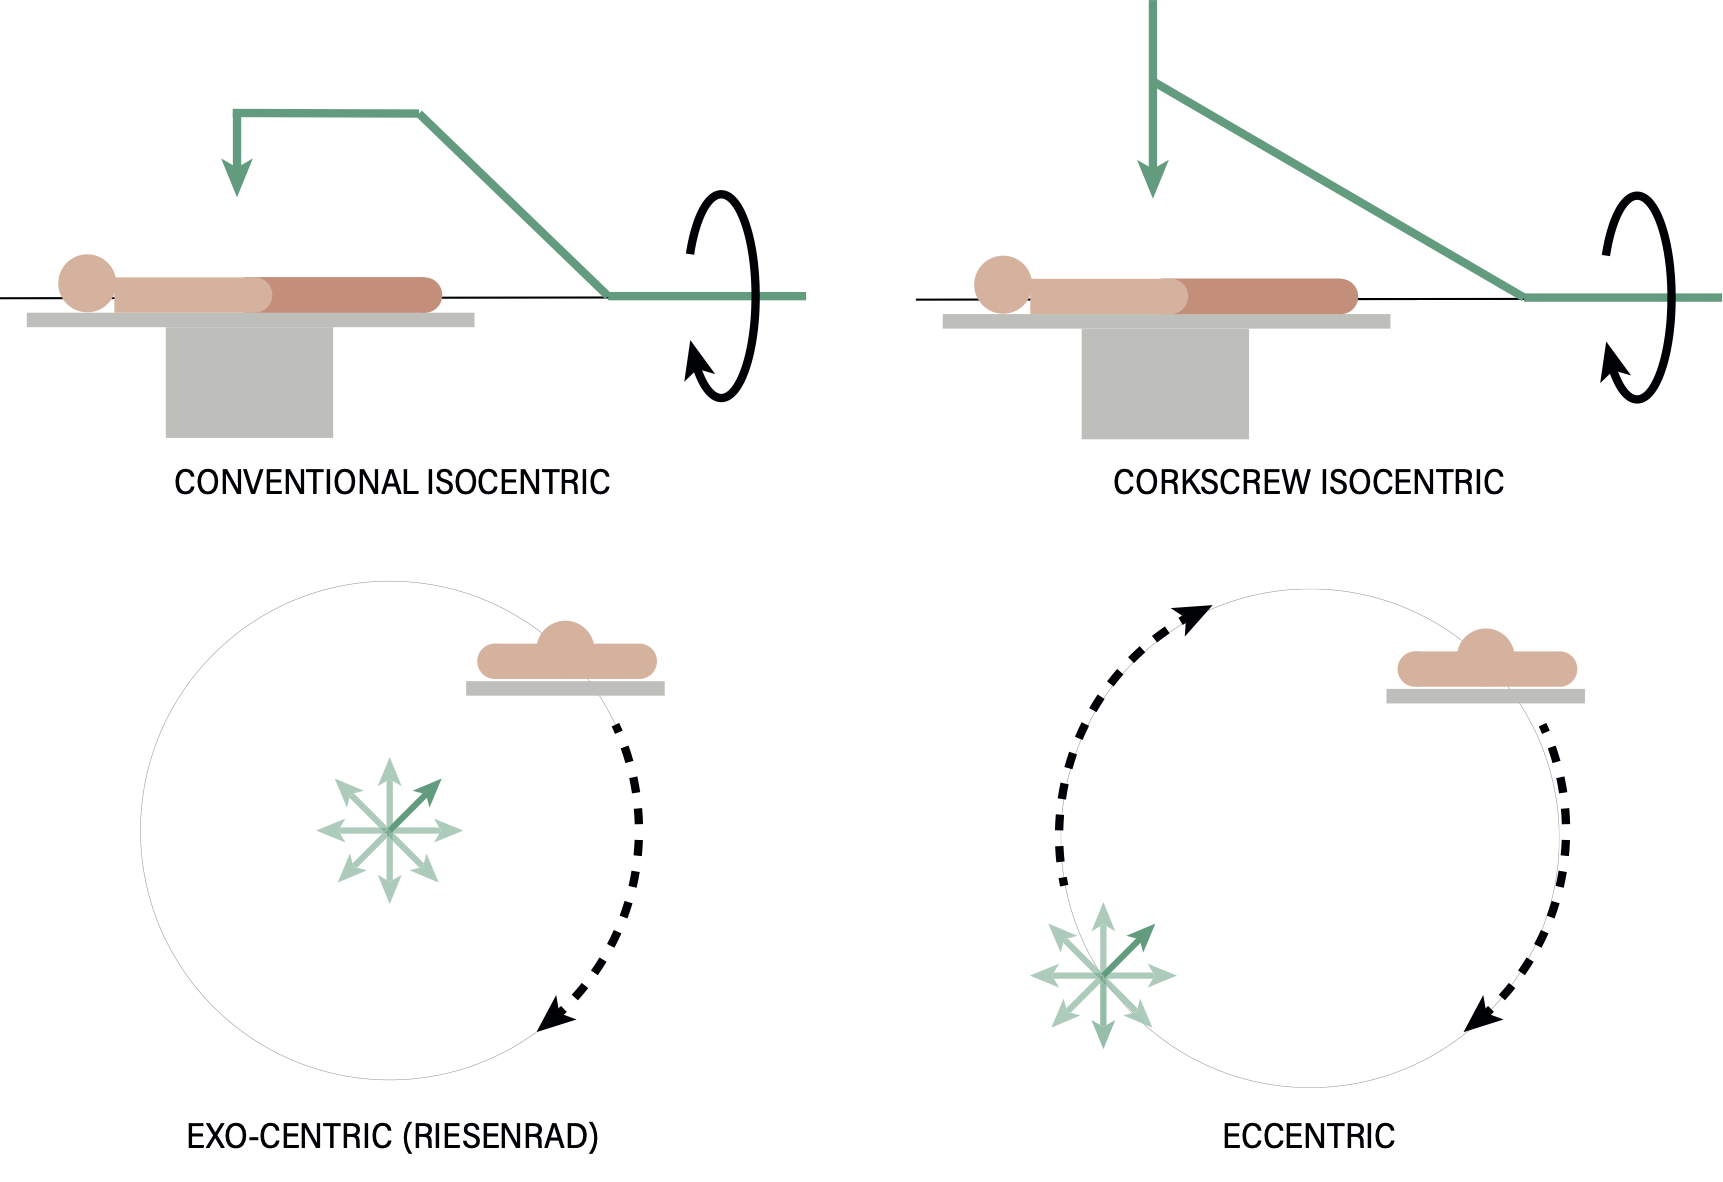 CONVENTIONAL ISOCENTRIC
CORKSCREW ISOCENTRIC
EXO-CENTRIC (RIESENRAD)
ECCENTRIC